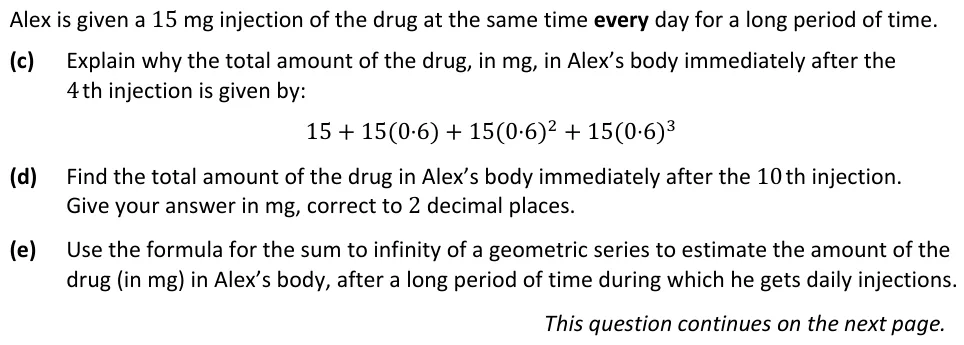 Alex is given a 15 mg injection of the drug at the same time every day for a long period of time.
(c) Explain why the total amount of the drug, in mg, in Alex’s body immediately after the
4th injection is given by:
15 + 15(0·6) + 15(0·6)² + 15(0·6)³
(d) Find the total amount of the drug in Alex’s body immediately after the 10th injection.
Give your answer in mg, correct to 2 decimal places.
(e) Use the formula for the sum to infinity of a geometric series to estimate the amount of the
drug (in mg) in Alex’s body, after a long period of time during which he gets daily injections.
This question continues on the next page.